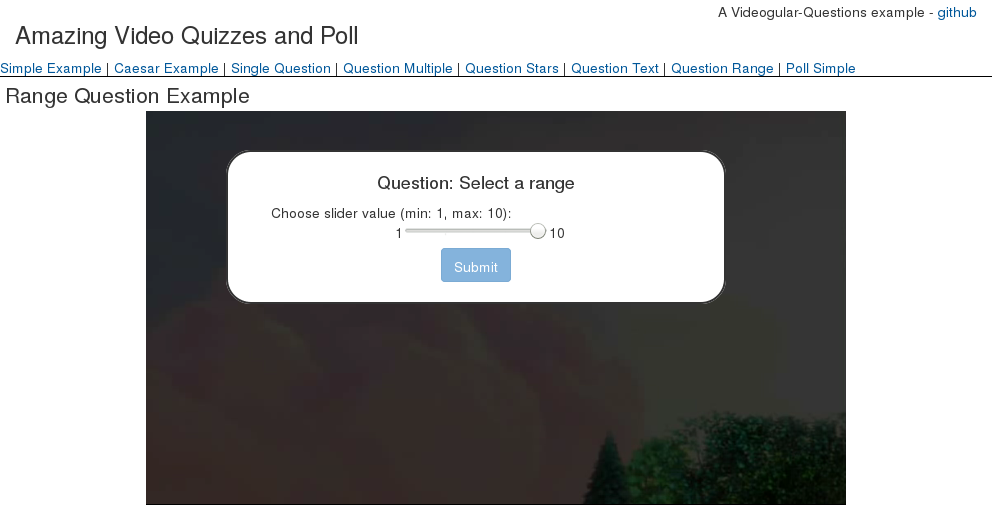 A Videogular-Questions example - github
Amazing Video Quizzes and Poll
Simple Example | Caesar Example | Single Question | Question Multiple | Question Stars | Question Text | Question Range | Poll Simple
Range Question Example
Question: Select a range
Choose slider value (min: 1, max: 10):
1 10
Submit